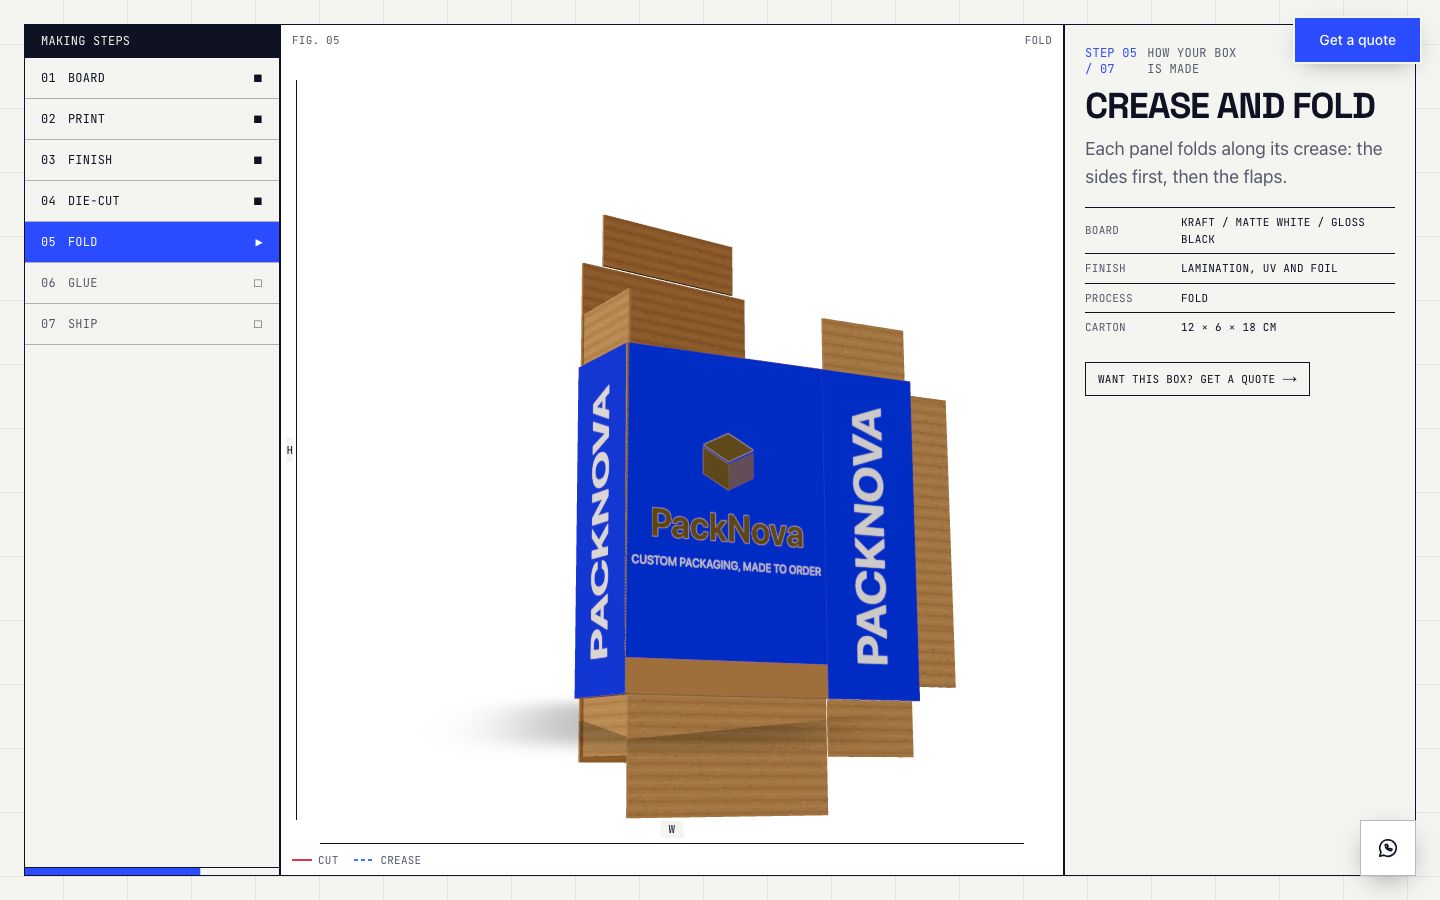 MAKING STEPS
01 BOARD
02 PRINT
03 FINISH
04 DIE-CUT
05 FOLD
06 GLUE
07 SHIP
FIG. 05
FOLD
H
PACKNOVA
PackNova
CUSTOM PACKAGING, MADE TO ORDER
PACKNOVA
W
CUT
CREASE
Get a quote
STEP 05 / 07
HOW YOUR BOX IS MADE
CREASE AND FOLD
Each panel folds along its crease: the
sides first, then the flaps.
BOARD KRAFT / MATTE WHITE / GLOSS
BLACK
FINISH LAMINATION, UV AND FOIL
PROCESS FOLD
CARTON 12 × 6 × 18 CM
WANT THIS BOX? GET A QUOTE →